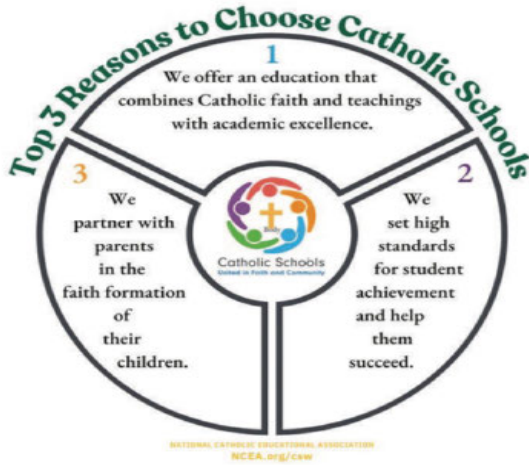 Top 3 Reasons to Choose Catholic Schools
1
We offer an education that
combines Catholic faith and teachings
with academic excellence.
2
We
set high
standards
for student
achievement
and help
them
succeed.
3
We
partner with
parents
in the
faith formation
of
their
children.
Catholic Schools
United in Faith and Community
NATIONAL CATHOLIC EDUCATIONAL ASSOCIATION
NCEA.org/csw